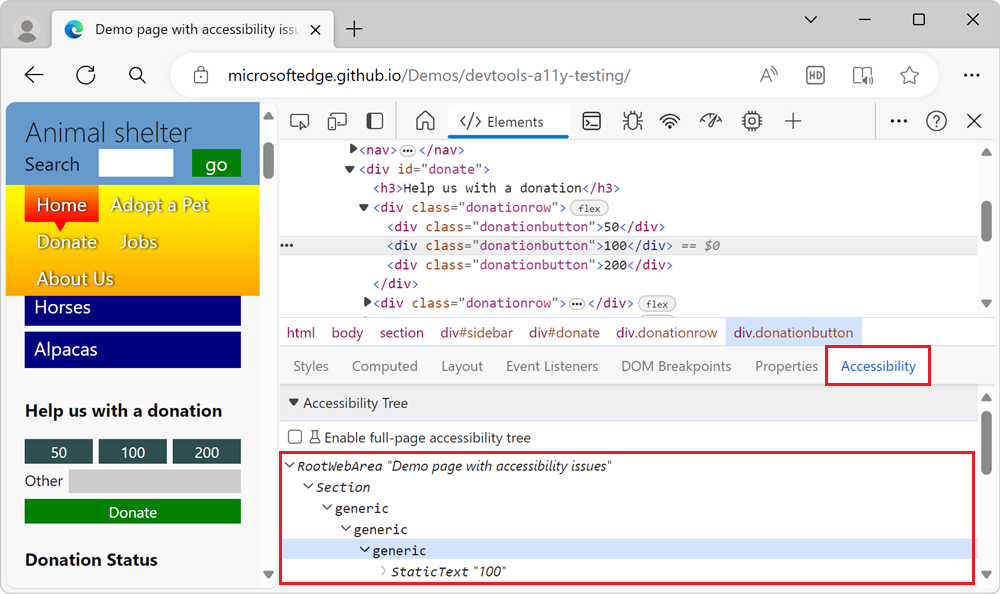 Demo page with accessibility issu
microsoftedge.github.io/Demos/devtools-a11y-testing/
HD
Animal shelter
Search
go
Home
Adopt a Pet
Donate
Jobs
About Us
Horses
Alpacas
Help us with a donation
50
100
200
Other
Donate
Donation Status
</> Elements
<nav> ••• </nav>
<div id="donate">
<h3>Help us with a donation</h3>
<div class="donationrow"> flex
<div class="donationbutton">50</div>
••• <div class="donationbutton">100</div> == $0
<div class="donationbutton">200</div>
</div>
<div class="donationrow"> ••• </div> flex
html body section div#sidebar div#donate div.donationrow div.donationbutton
Styles Computed Layout Event Listeners DOM Breakpoints Properties Accessibility
Accessibility Tree
Enable full-page accessibility tree
RootWebArea "Demo page with accessibility issues"
Section
generic
generic
generic
StaticText "100"